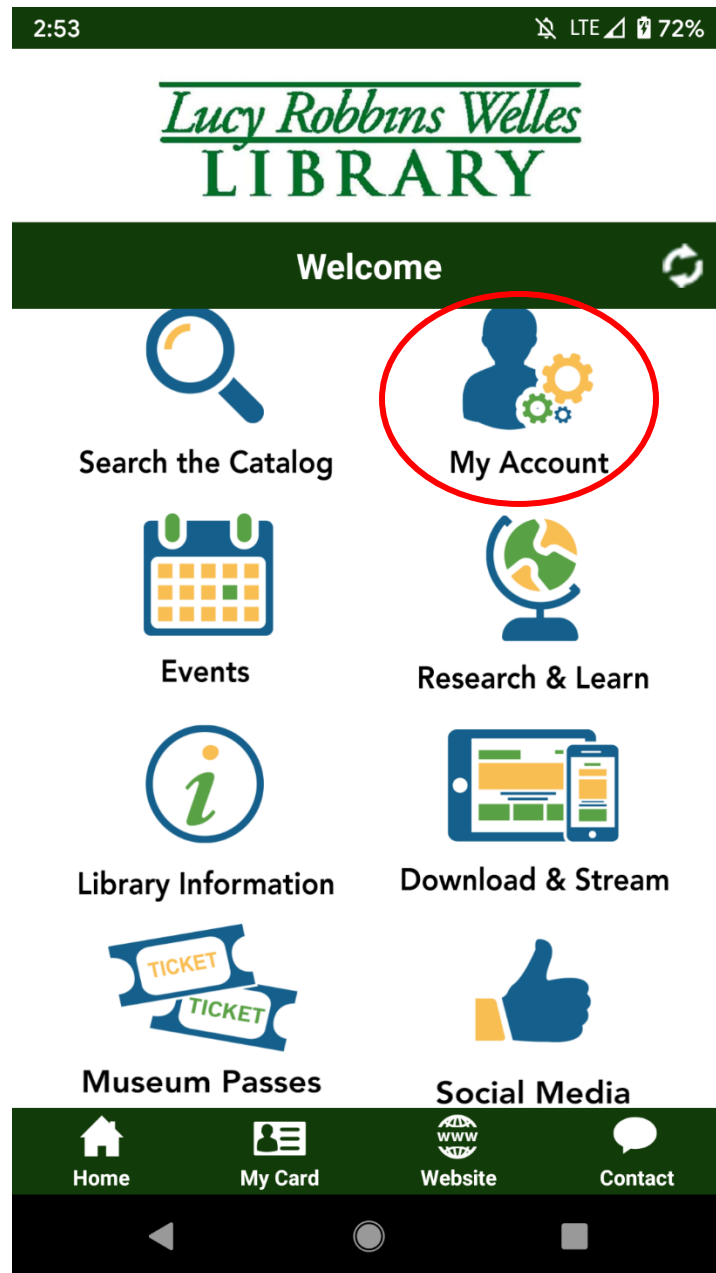 2:53 LTE 72%
Lucy Robbins Welles
LIBRARY
Welcome
Search the Catalog
My Account
Events
Research & Learn
i
Library Information
Download & Stream
TICKET
TICKET
Museum Passes
Social Media
www
Home My Card Website Contact